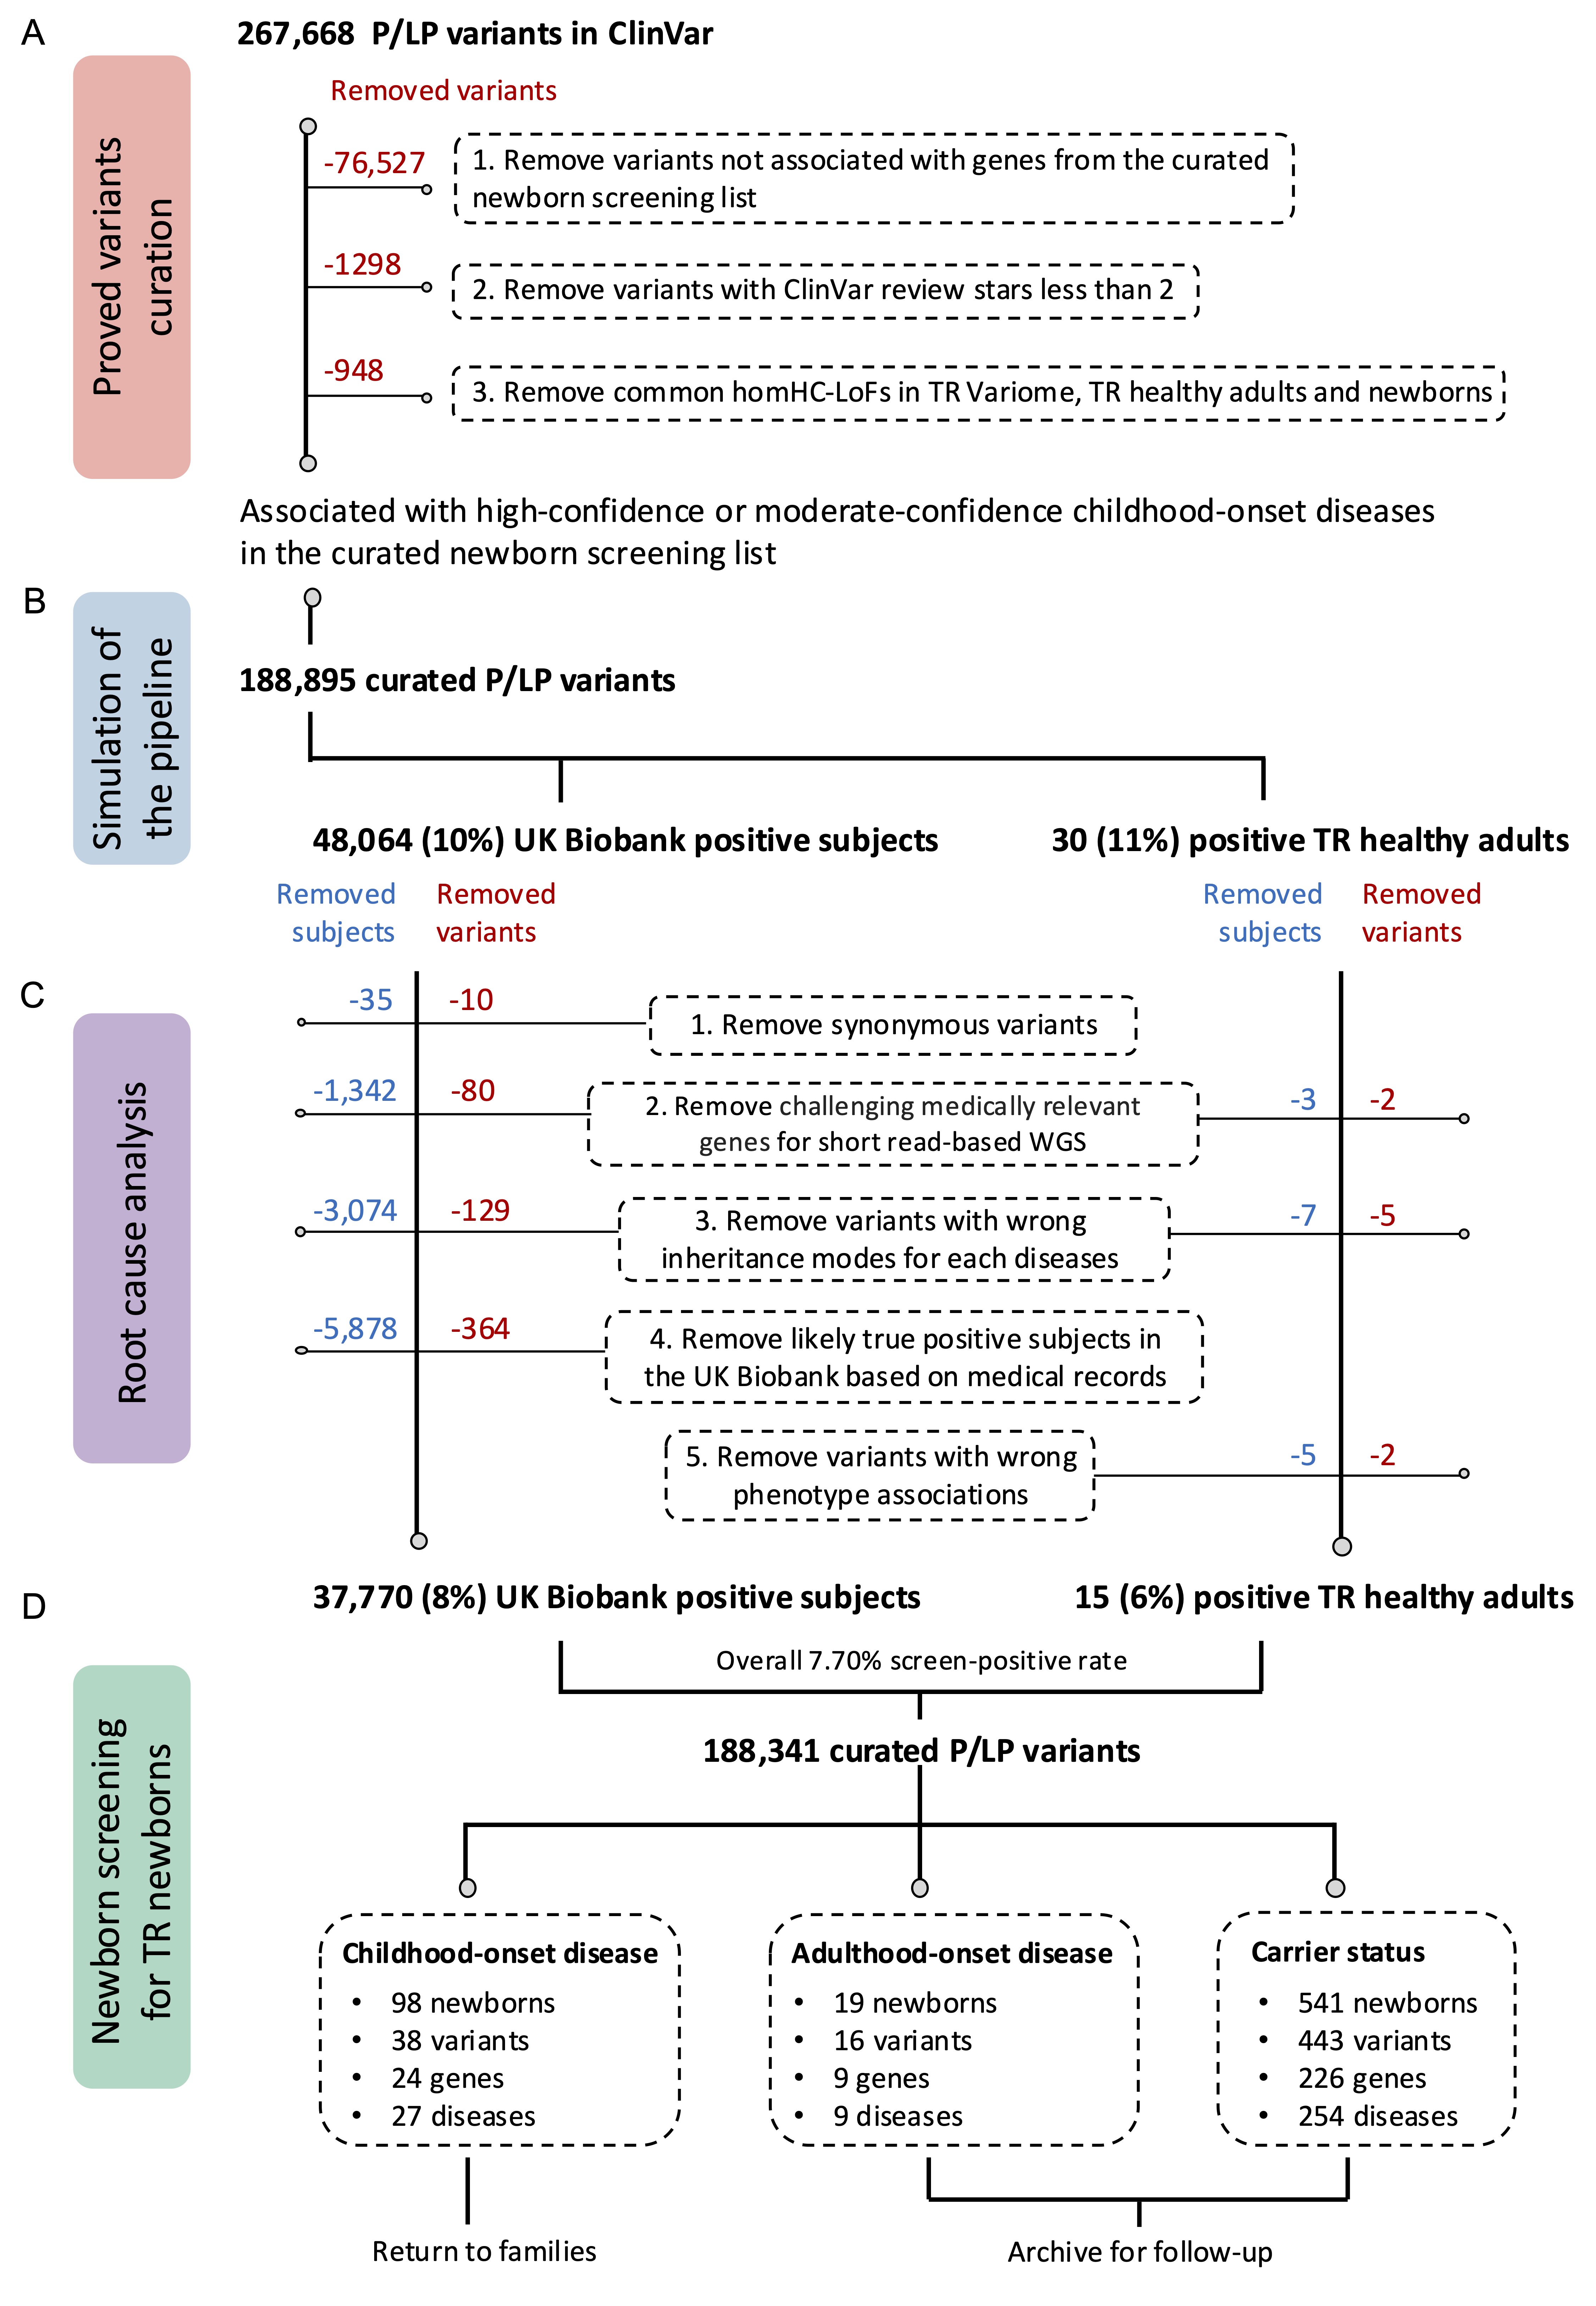 A
267,668 P/LP variants in ClinVar
Proved variants
curation
Removed variants
-76,527
1. Remove variants not associated with genes from the curated
newborn screening list
-1298
2. Remove variants with ClinVar review stars less than 2
-948
3. Remove common homHC-LoFs in TR Variome, TR healthy adults and newborns
Associated with high-confidence or moderate-confidence childhood-onset diseases
in the curated newborn screening list
B
Simulation of
the pipeline
188,895 curated P/LP variants
48,064 (10%) UK Biobank positive subjects
30 (11%) positive TR healthy adults
Removed
subjects
Removed
variants
Removed
subjects
Removed
variants
C
Root cause analysis
-35
-10
1. Remove synonymous variants
-1,342
-80
2. Remove challenging medically relevant
genes for short read-based WGS
-3
-2
-3,074
-129
3. Remove variants with wrong
inheritance modes for each diseases
-7
-5
-5,878
-364
4. Remove likely true positive subjects in
the UK Biobank based on medical records
5. Remove variants with wrong
phenotype associations
-5
-2
D
37,770 (8%) UK Biobank positive subjects
15 (6%) positive TR healthy adults
Newborn screening
for TR newborns
Overall 7.70% screen-positive rate
188,341 curated P/LP variants
Childhood-onset disease
• 98 newborns
• 38 variants
• 24 genes
• 27 diseases
Adulthood-onset disease
• 19 newborns
• 16 variants
• 9 genes
• 9 diseases
Carrier status
• 541 newborns
• 443 variants
• 226 genes
• 254 diseases
Return to families
Archive for follow-up